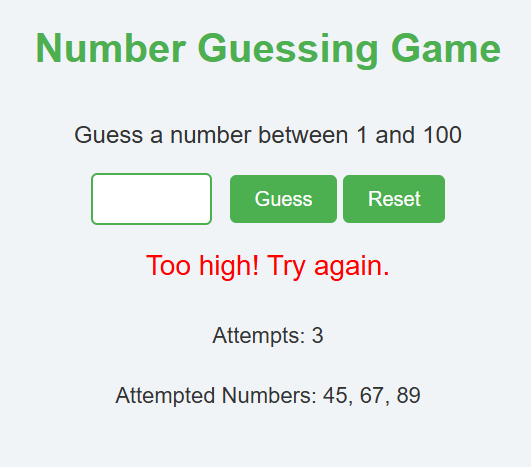 Number Guessing Game
Guess a number between 1 and 100
Guess Reset
Too high! Try again.
Attempts: 3
Attempted Numbers: 45, 67, 89